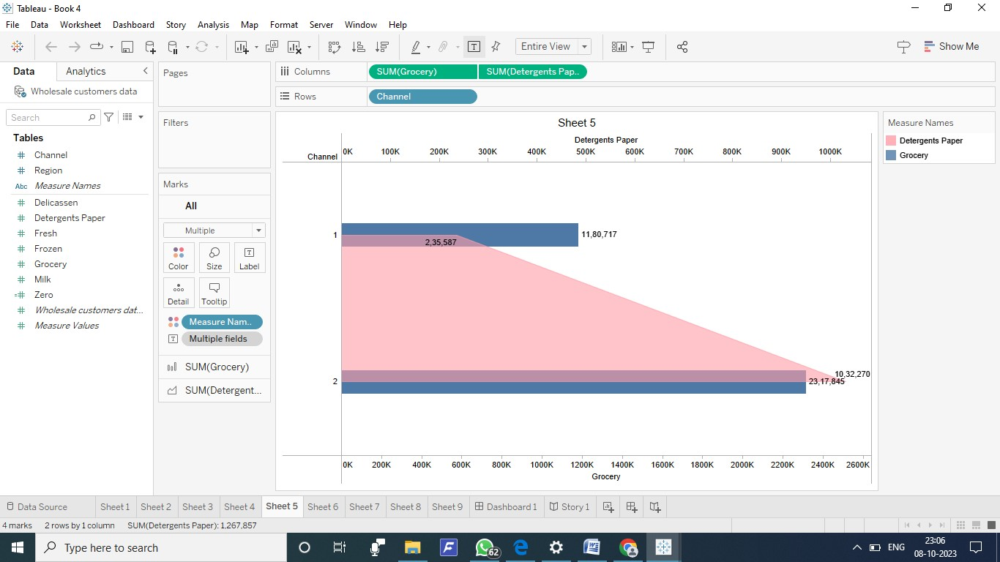 Tableau - Book 4
File Data Worksheet Dashboard Story Analysis Map Format Server Window Help
Entire View
Show Me
Data Analytics
Wholesale customers data
Search
Tables
Channel
Region
Abc Measure Names
Delicassen
Detergents Paper
Fresh
Frozen
Grocery
Milk
Zero
Wholesale customers dat...
Measure Values
Pages
Filters
Marks
All
Multiple
Color Size Label
Detail Tooltip
Measure Nam..
Multiple fields
SUM(Grocery)
SUM(Detergent...
Columns SUM(Grocery) SUM(Detergents Pap..
Rows Channel
Sheet 5
Detergents Paper
Channel 0K 100K 200K 300K 400K 500K 600K 700K 800K 900K 1000K
1 11,80,717
2,35,587
10,32,270
2 23,17,845
0K 200K 400K 600K 800K 1000K 1200K 1400K 1600K 1800K 2000K 2200K 2400K 2600K
Grocery
Measure Names
Detergents Paper
Grocery
Data Source Sheet 1 Sheet 2 Sheet 3 Sheet 4 Sheet 5 Sheet 6 Sheet 7 Sheet 8 Sheet 9 Dashboard 1 Story 1
4 marks 2 rows by 1 column SUM(Detergents Paper): 1,267,857
Type here to search
62
ENG
23:06
08-10-2023